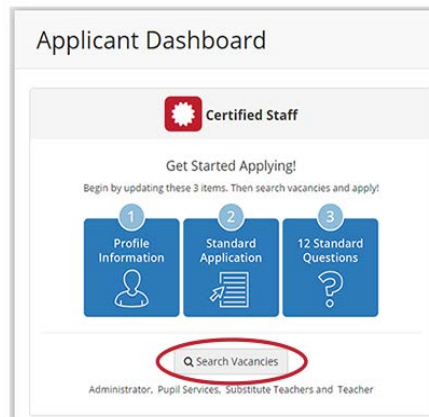 Applicant Dashboard
Certified Staff
Get Started Applying!
Begin by updating these 3 items. Then search vacancies and apply!
1
2
3
Profile
Information
Standard
Application
12 Standard
Questions
Search Vacancies
Administrator, Pupil Services, Substitute Teachers and Teacher